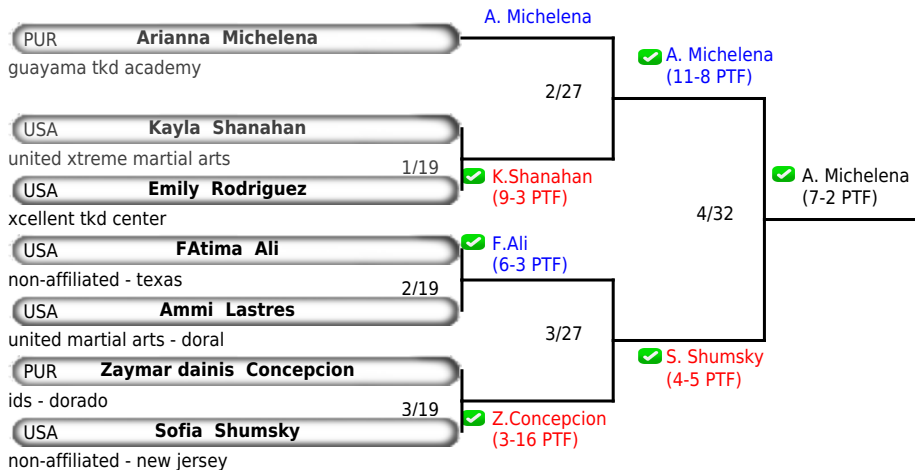 A. Michelena
PUR Arianna Michelena
guayama tkd academy
A. Michelena
(11-8 PTF)
2/27
USA Kayla Shanahan
united xtreme martial arts
1/19
K.Shanahan
(9-3 PTF)
USA Emily Rodriguez
xcellent tkd center
A. Michelena
(7-2 PTF)
4/32
USA FAtima Ali
non-affiliated - texas
F.Ali
(6-3 PTF)
2/19
USA Ammi Lastres
united martial arts - doral
3/27
S. Shumsky
(4-5 PTF)
PUR Zaymar dainis Concepcion
ids - dorado
3/19
Z.Concepcion
(3-16 PTF)
USA Sofia Shumsky
non-affiliated - new jersey